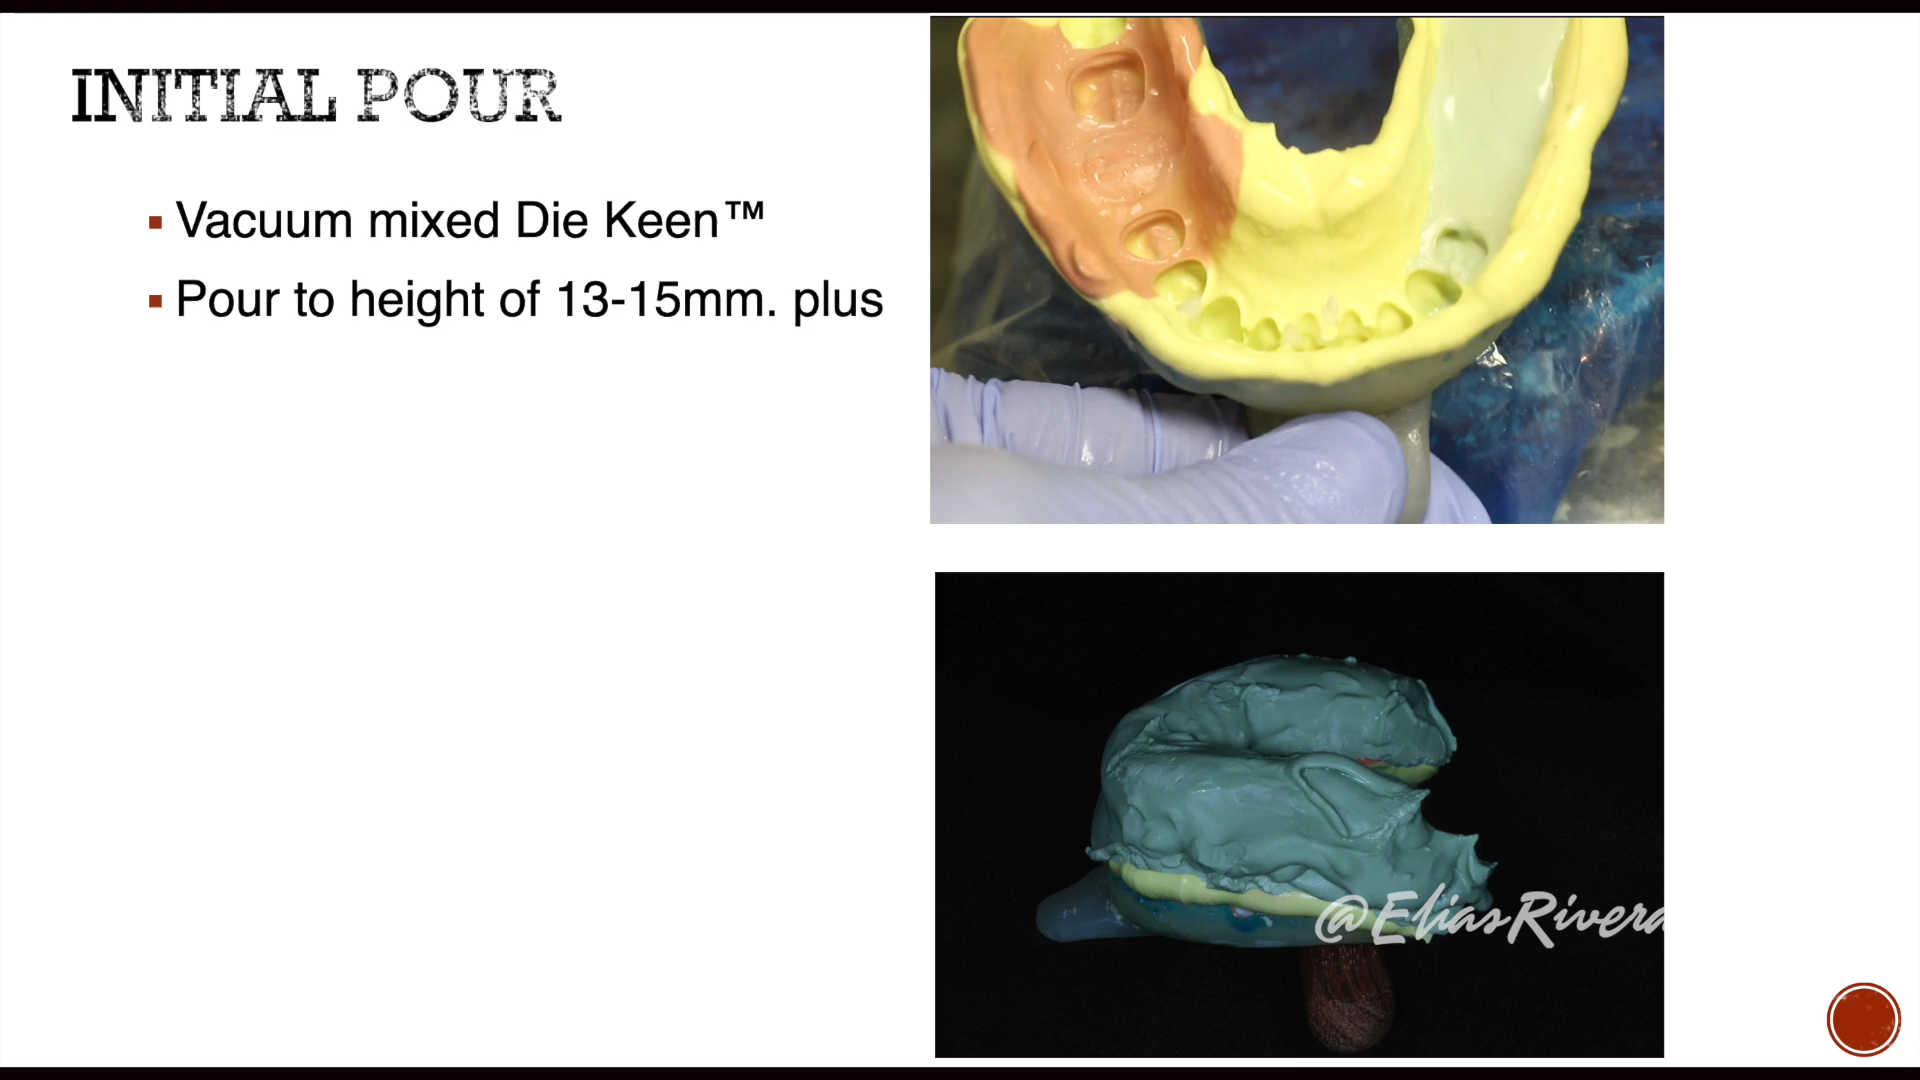 INITIAL POUR
Vacuum mixed Die Keen™
Pour to height of 13-15mm. plus
@EliasRivera